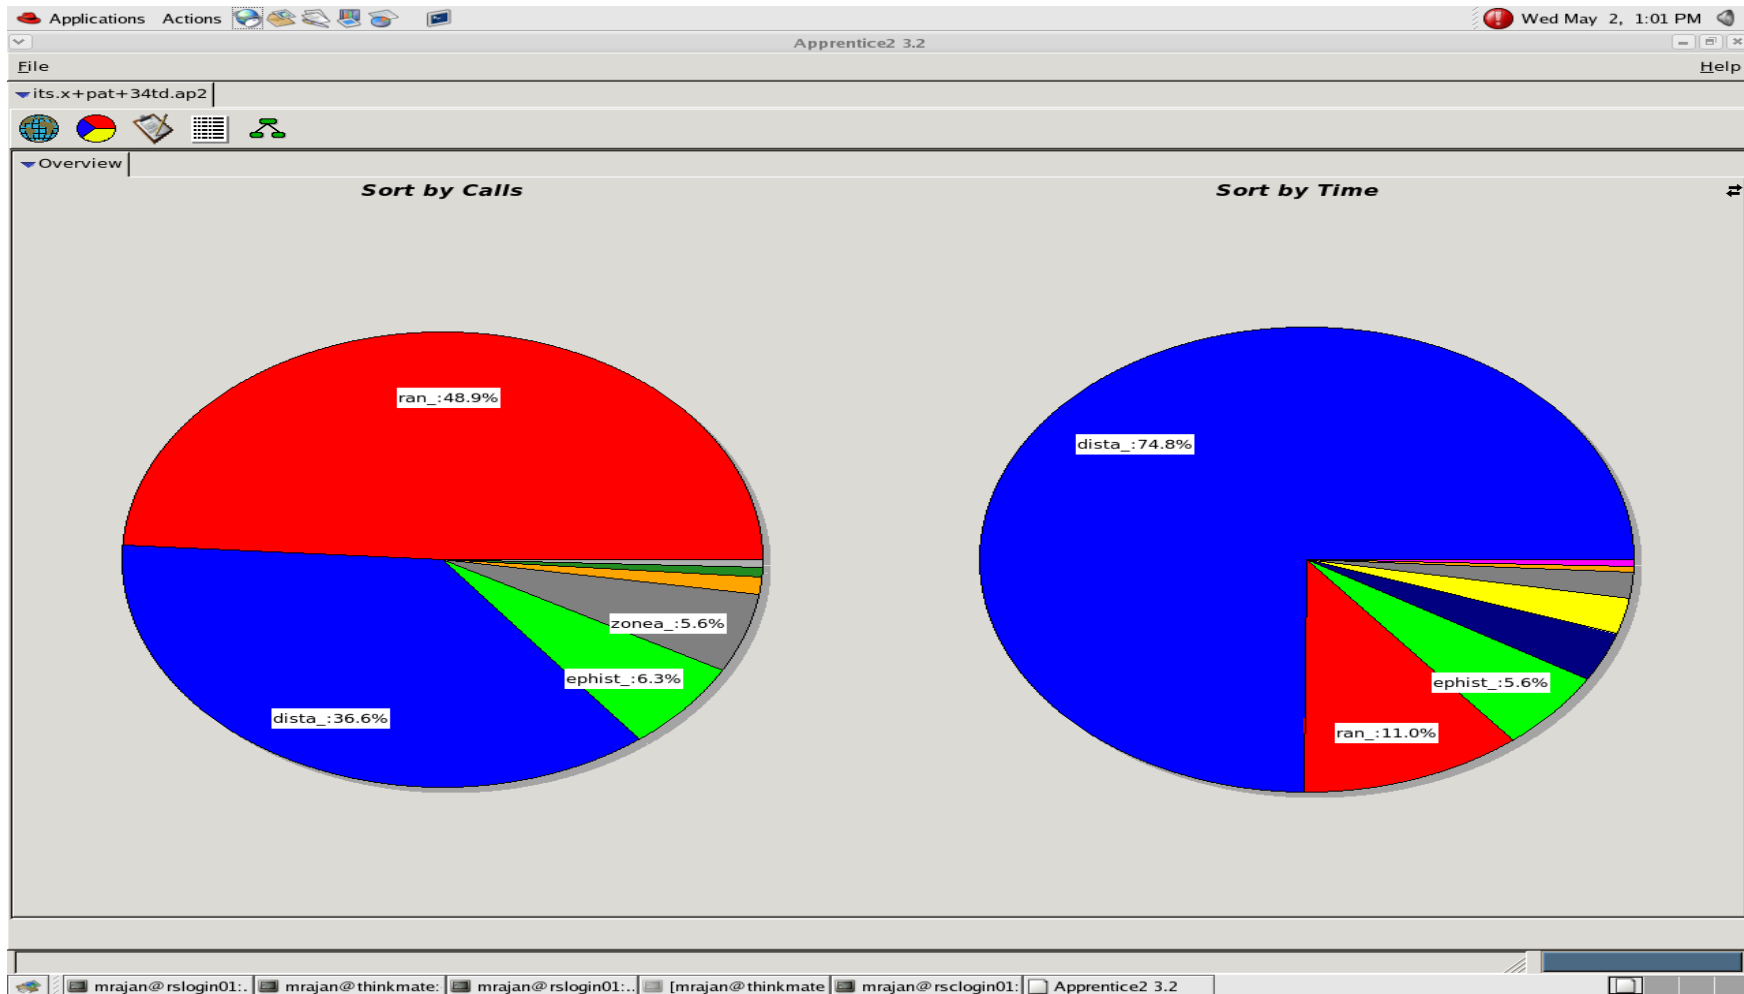 Applications Actions Wed May 2, 1:01 PM
Apprentice2 3.2
File Help
its.x+pat+34td.ap2
Overview
Sort by Calls Sort by Time
ran_:48.9%
dista_:74.8%
zonea_:5.6%
ephist_:6.3% ephist_:5.6%
dista_:36.6% ran_:11.0%
mrajan@rslogin01:. mrajan@thinkmate: mrajan@rslogin01:.. [mrajan@thinkmate mrajan@rsclogin01: Apprentice2 3.2